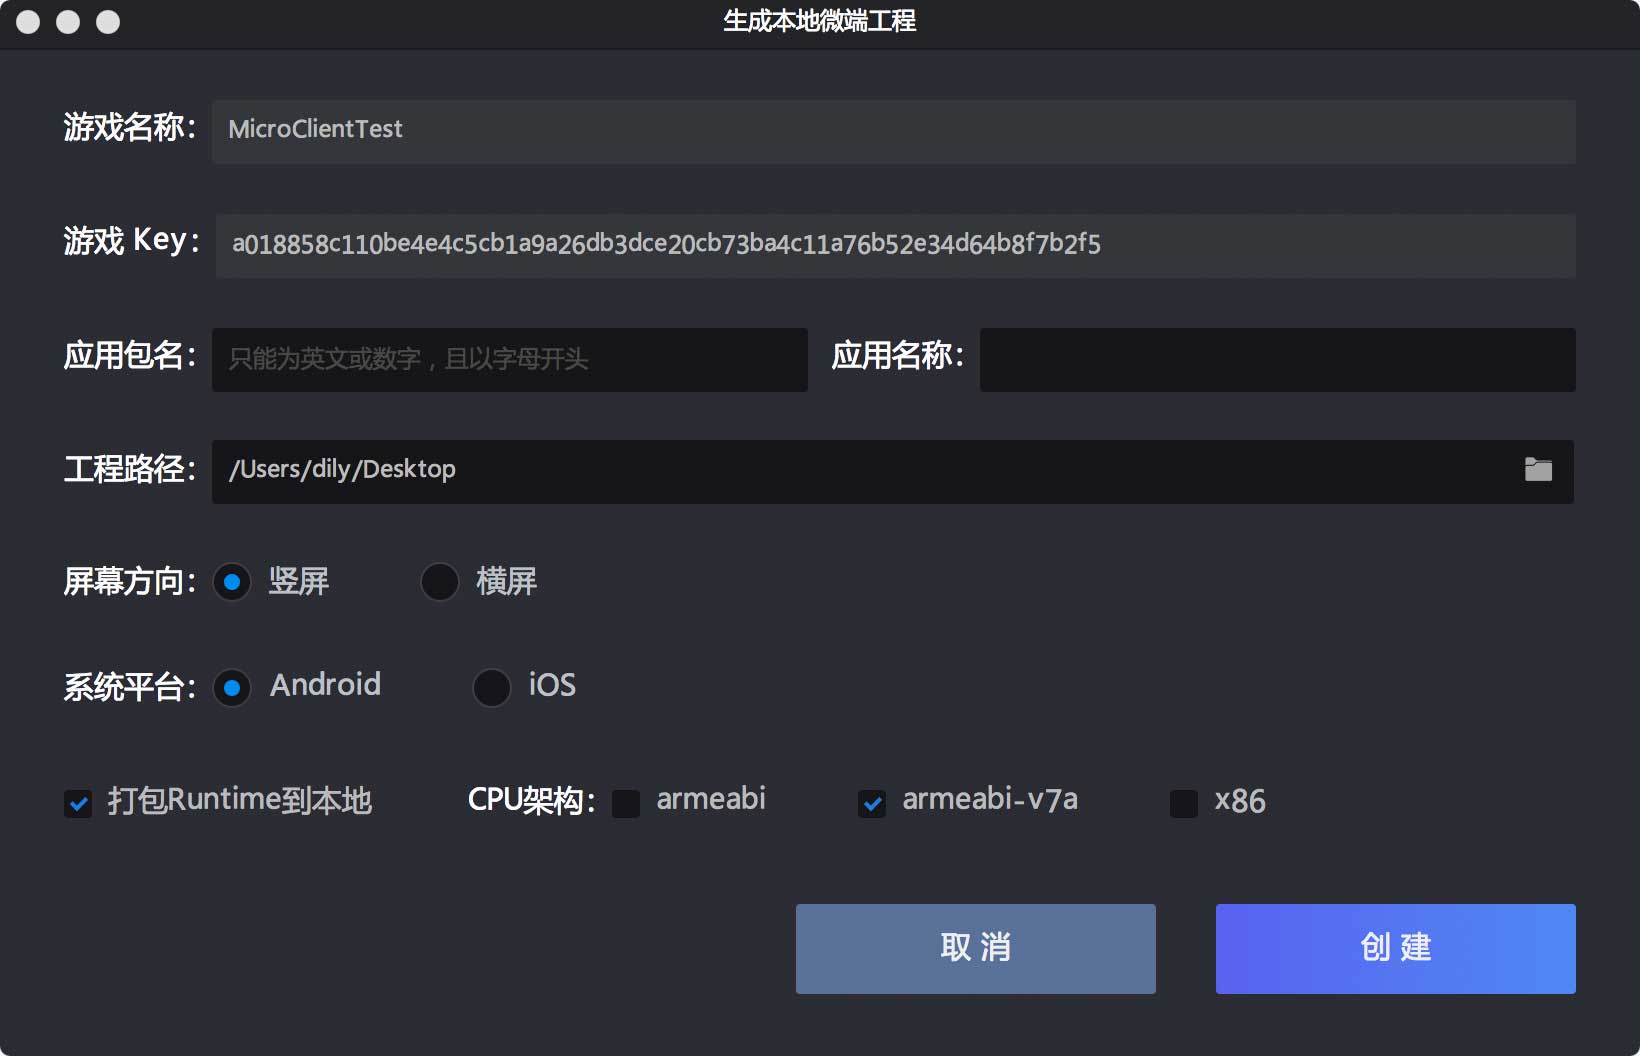 生成本地微端工程
游戏名称： MicroClientTest
游戏 Key： a018858c110be4e4c5cb1a9a26db3dce20cb73ba4c11a76b52e34d64b8f7b2f5
应用包名： 只能为英文或数字，且以字母开头 应用名称：
工程路径： /Users/dily/Desktop
屏幕方向： 竖屏 横屏
系统平台： Android iOS
打包Runtime到本地 CPU架构： armeabi armeabi-v7a x86
取 消 创 建